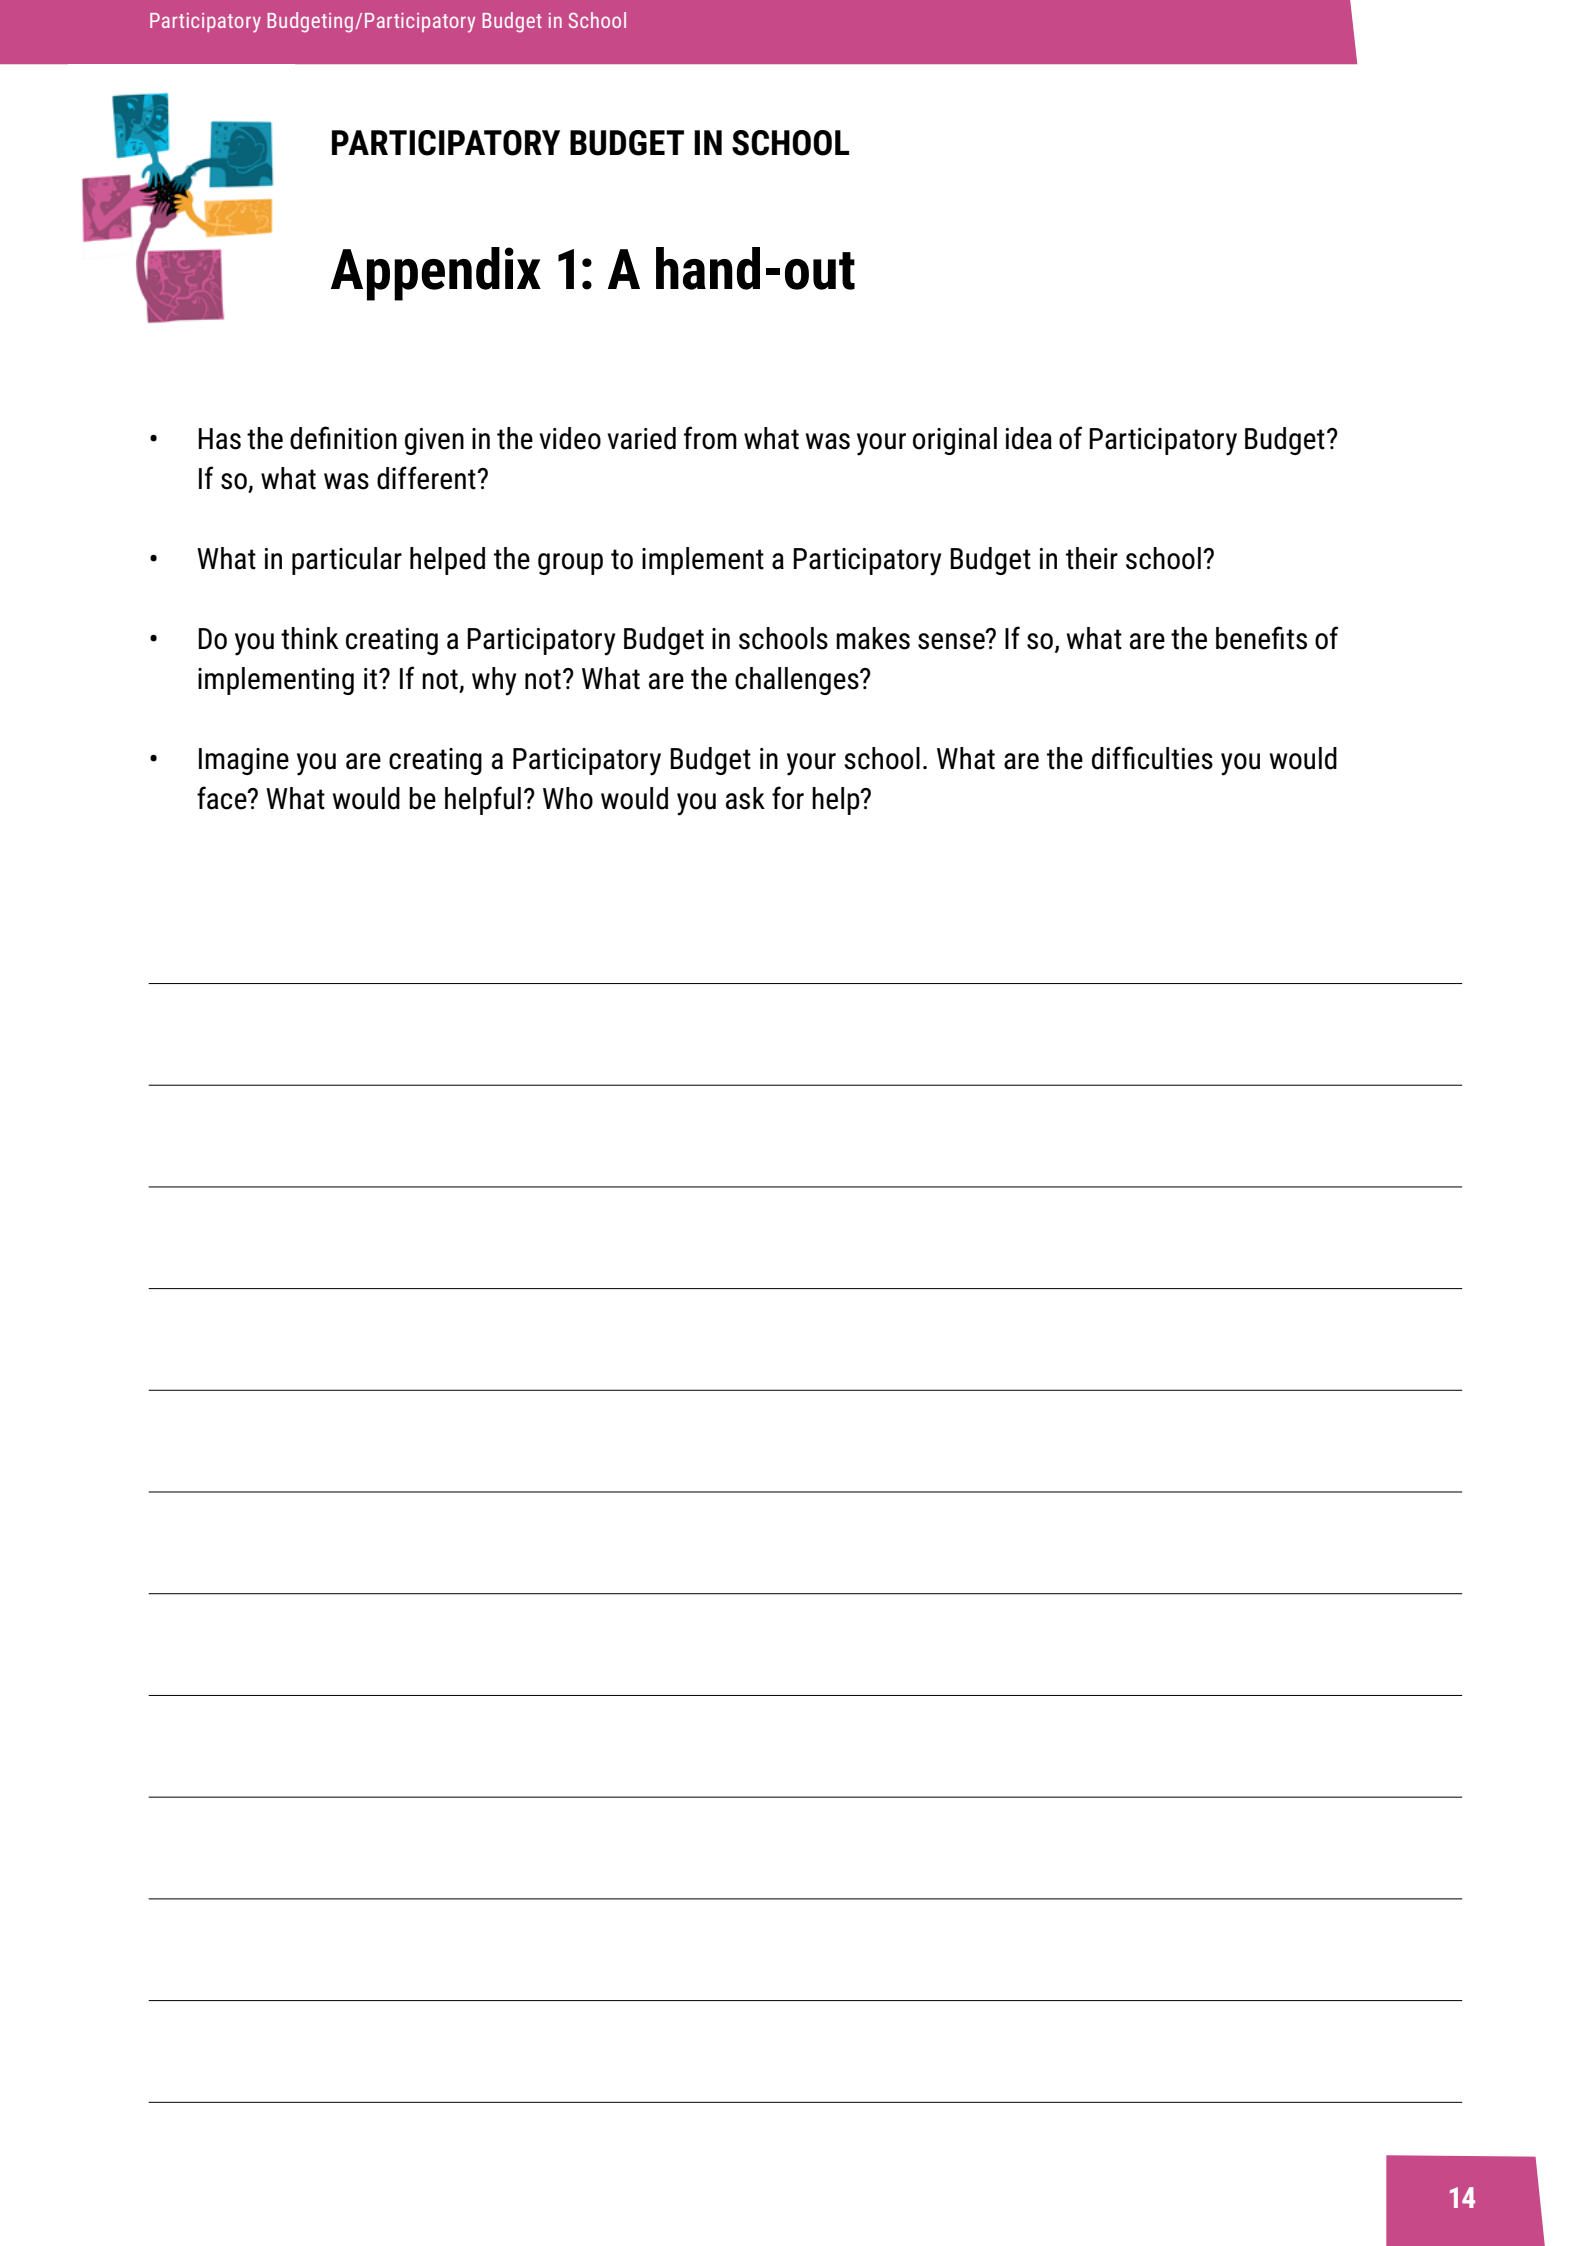 Participatory Budgeting/Participatory Budget in School
PARTICIPATORY BUDGET IN SCHOOL
Appendix 1: A hand-out
• Has the definition given in the video varied from what was your original idea of Participatory Budget?
If so, what was different?
• What in particular helped the group to implement a Participatory Budget in their school?
• Do you think creating a Participatory Budget in schools makes sense? If so, what are the benefits of
implementing it? If not, why not? What are the challenges?
• Imagine you are creating a Participatory Budget in your school. What are the difficulties you would
face? What would be helpful? Who would you ask for help?
14